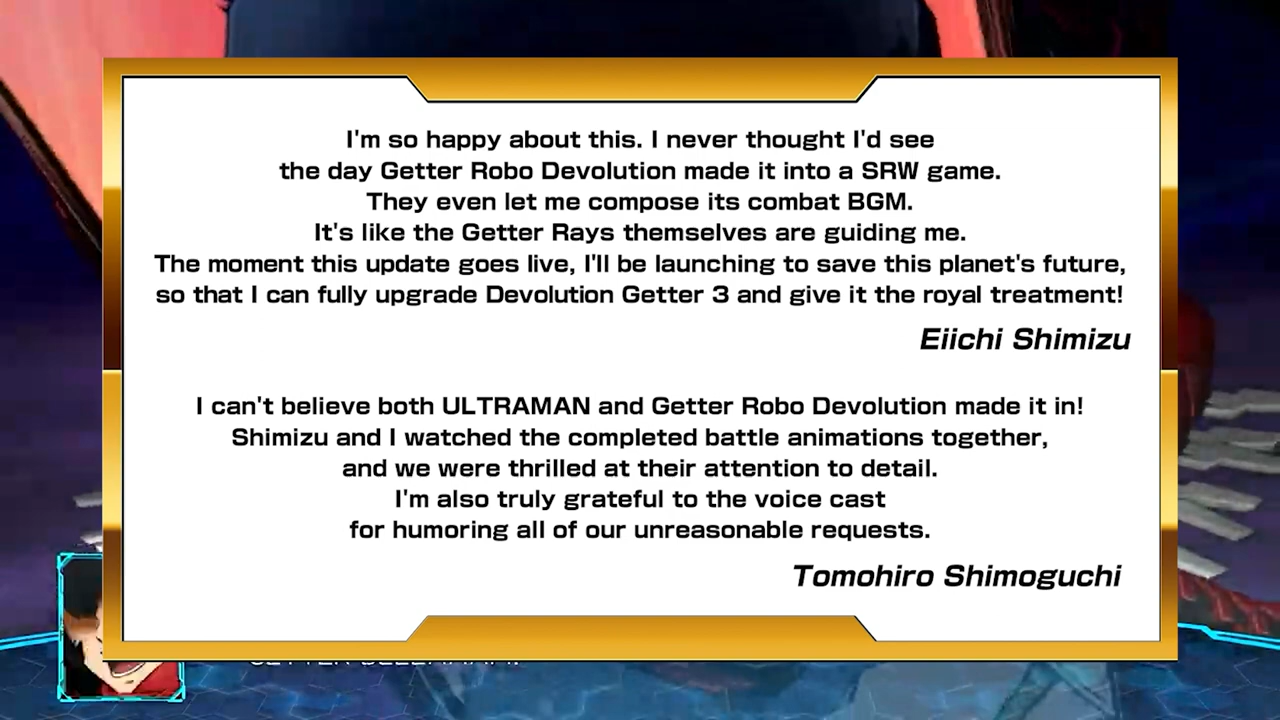 I'm so happy about this. I never thought I'd see
the day Getter Robo Devolution made it into a SRW game.
They even let me compose its combat BGM.
It's like the Getter Rays themselves are guiding me.
The moment this update goes live, I'll be launching to save this planet's future,
so that I can fully upgrade Devolution Getter 3 and give it the royal treatment!
Eiichi Shimizu
I can't believe both ULTRAMAN and Getter Robo Devolution made it in!
Shimizu and I watched the completed battle animations together,
and we were thrilled at their attention to detail.
I'm also truly grateful to the voice cast
for humoring all of our unreasonable requests.
Tomohiro Shimoguchi